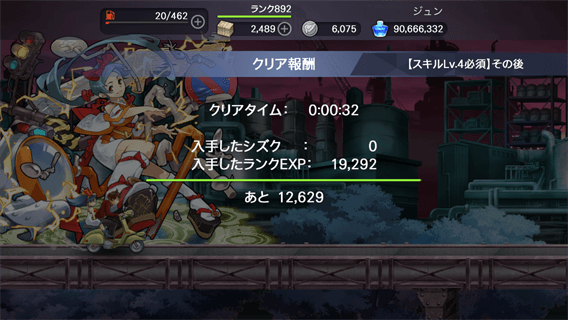 ランク892
ジュン
20/462
2,489
6,075
90,666,332
クリア報酬
【スキルLv.4必須】その後
クリアタイム： 0:00:32
入手したシズク ： 0
入手したランクEXP： 19,292
あと 12,629